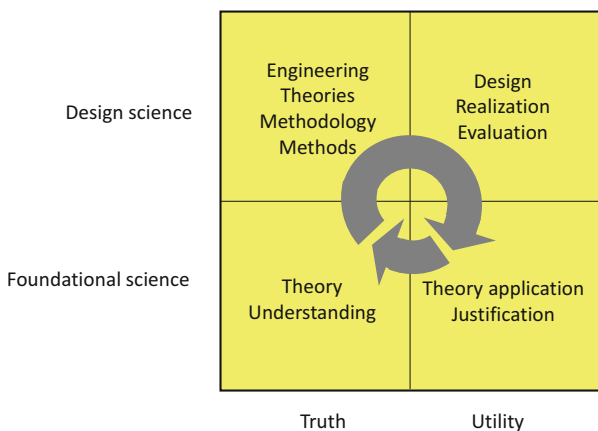 Design science
Engineering
Theories
Methodology
Methods
Design
Realization
Evaluation
Foundational science
Theory
Understanding
Theory application
Justification
Truth
Utility